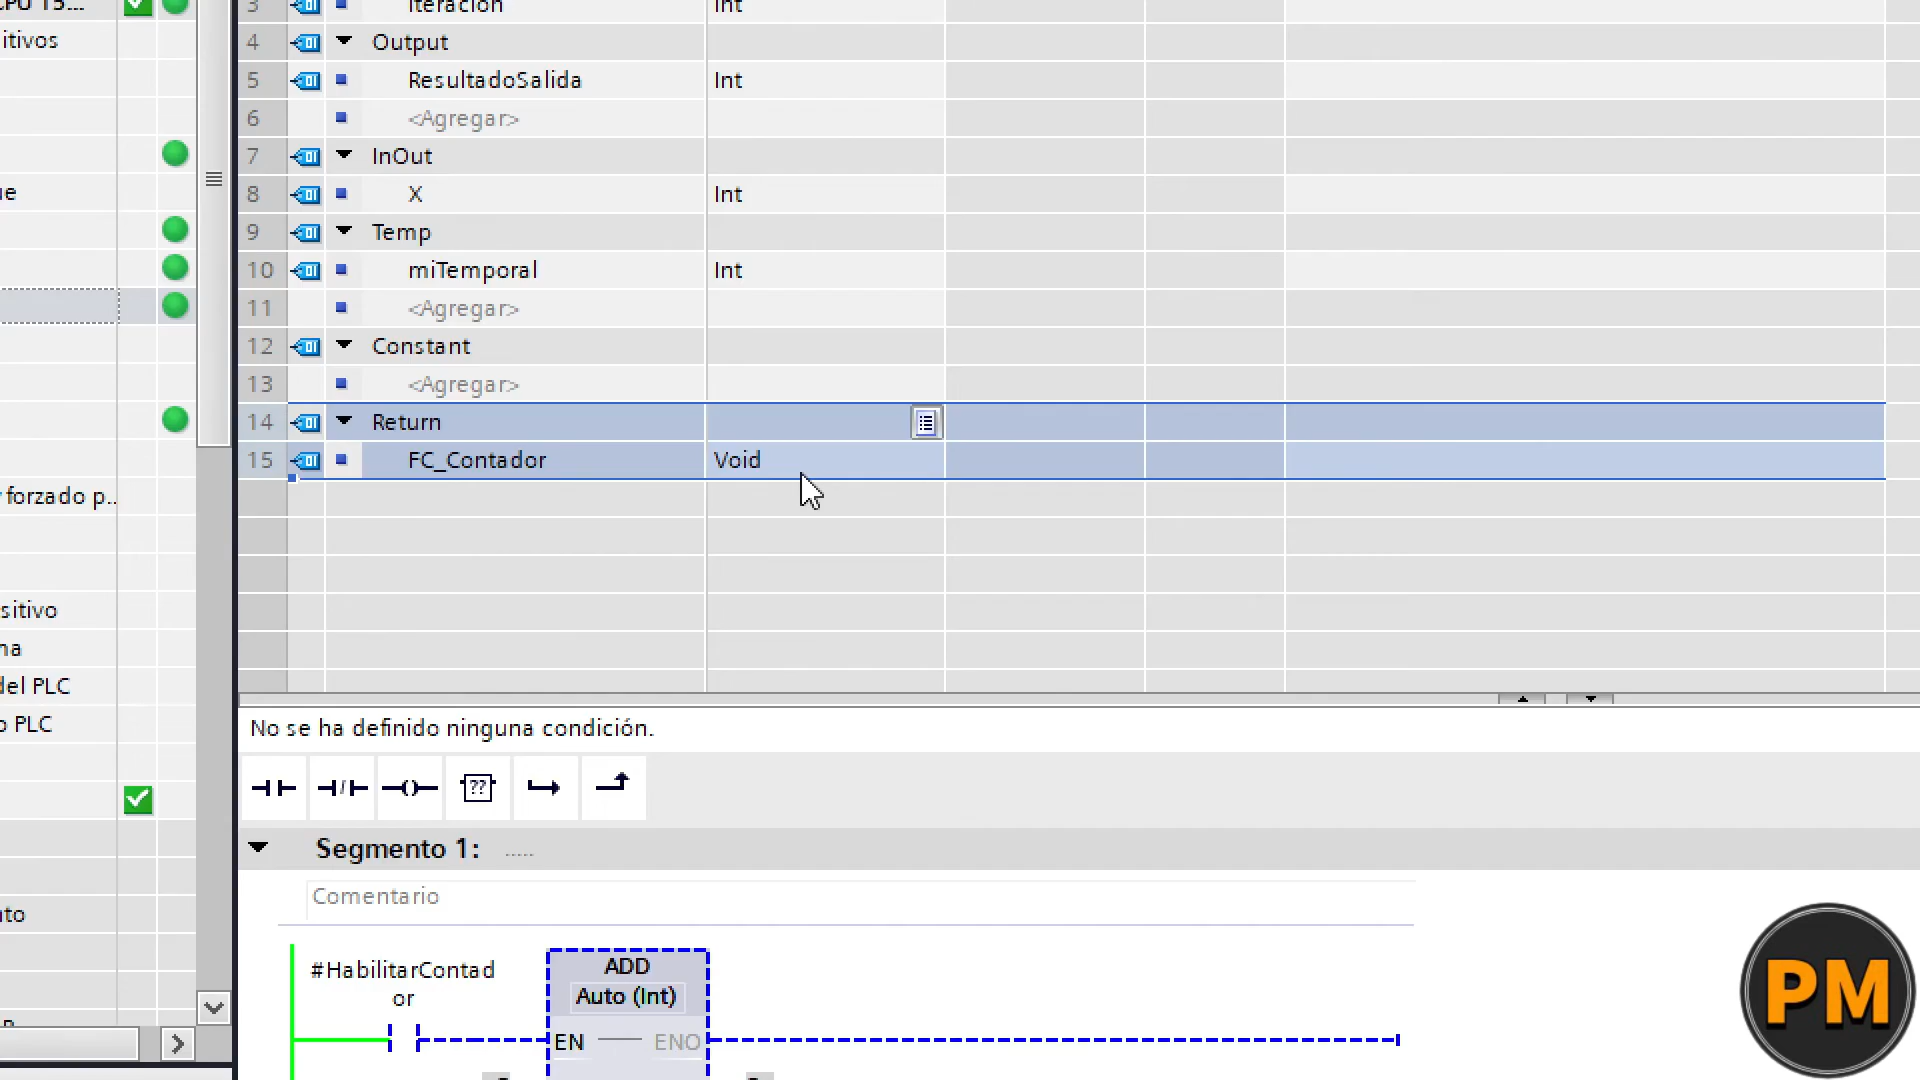 CPU 15...
itivos
forzado p..
sitivo
del PLC
PLC
3 Iteracion Int
4 Output
5 ResultadoSalida Int
6 <Agregar>
7 InOut
8 X Int
9 Temp
10 miTemporal Int
11 <Agregar>
12 Constant
13 <Agregar>
14 Return
15 FC_Contador Void
No se ha definido ninguna condición.
??
Segmento 1: .....
Comentario
#HabilitarContad
or
ADD
Auto (Int)
EN ENO
PM